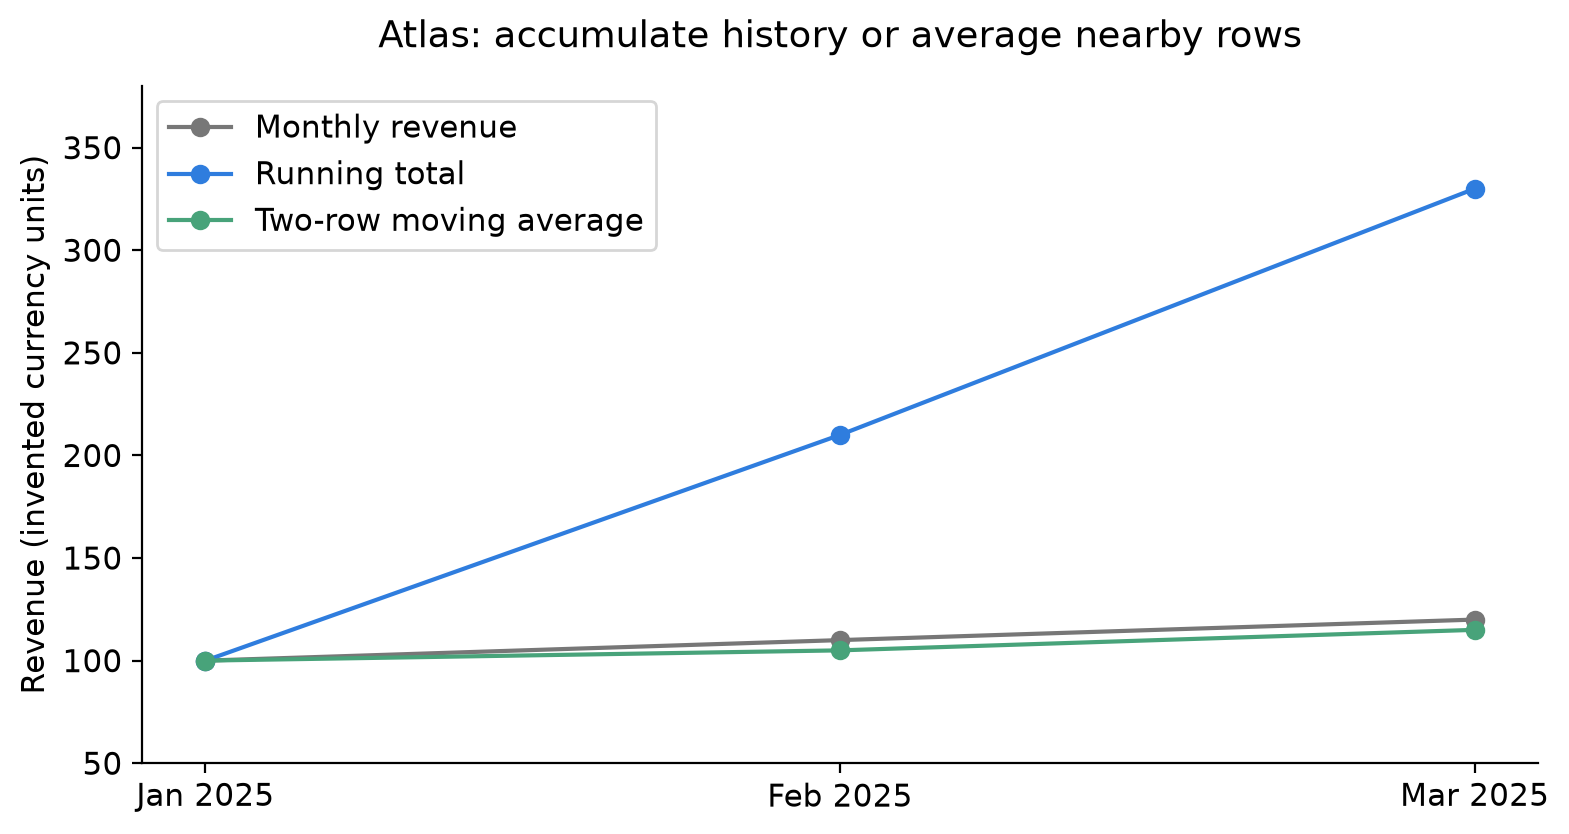 Atlas: accumulate history or average nearby rows
Monthly revenue
Running total
Two-row moving average
Revenue (invented currency units)
350
300
250
200
150
100
50
Jan 2025
Feb 2025
Mar 2025